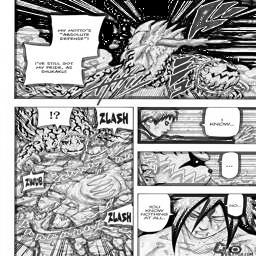 MY MOTTO'S
"ABSOLUTE
DEFENSE"!
I'VE STILL GOT
MY PRIDE, AS
SHUKAKU!
!?
ZLASH
ZWUP
ZLASH
I
KNOW...
...
NO...
YOU
KNOW
NOTHING
AT ALL.